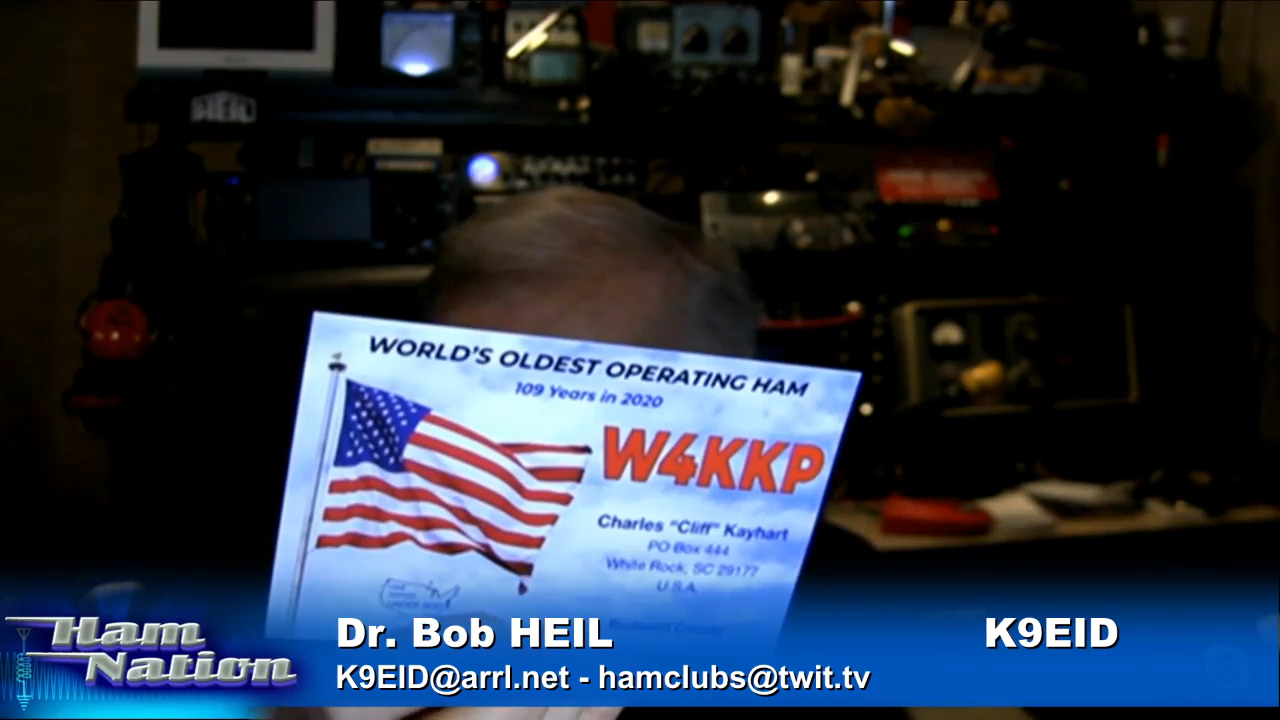 HEIL
WORLD'S OLDEST OPERATING HAM
109 Years in 2020
W4KKP
Charles "Cliff" Kayhart
PO Box 444
White Rock, SC 29177
U.S.A.
Ham
Nation
Dr. Bob HEIL
K9EID
K9EID@arrl.net - hamclubs@twit.tv